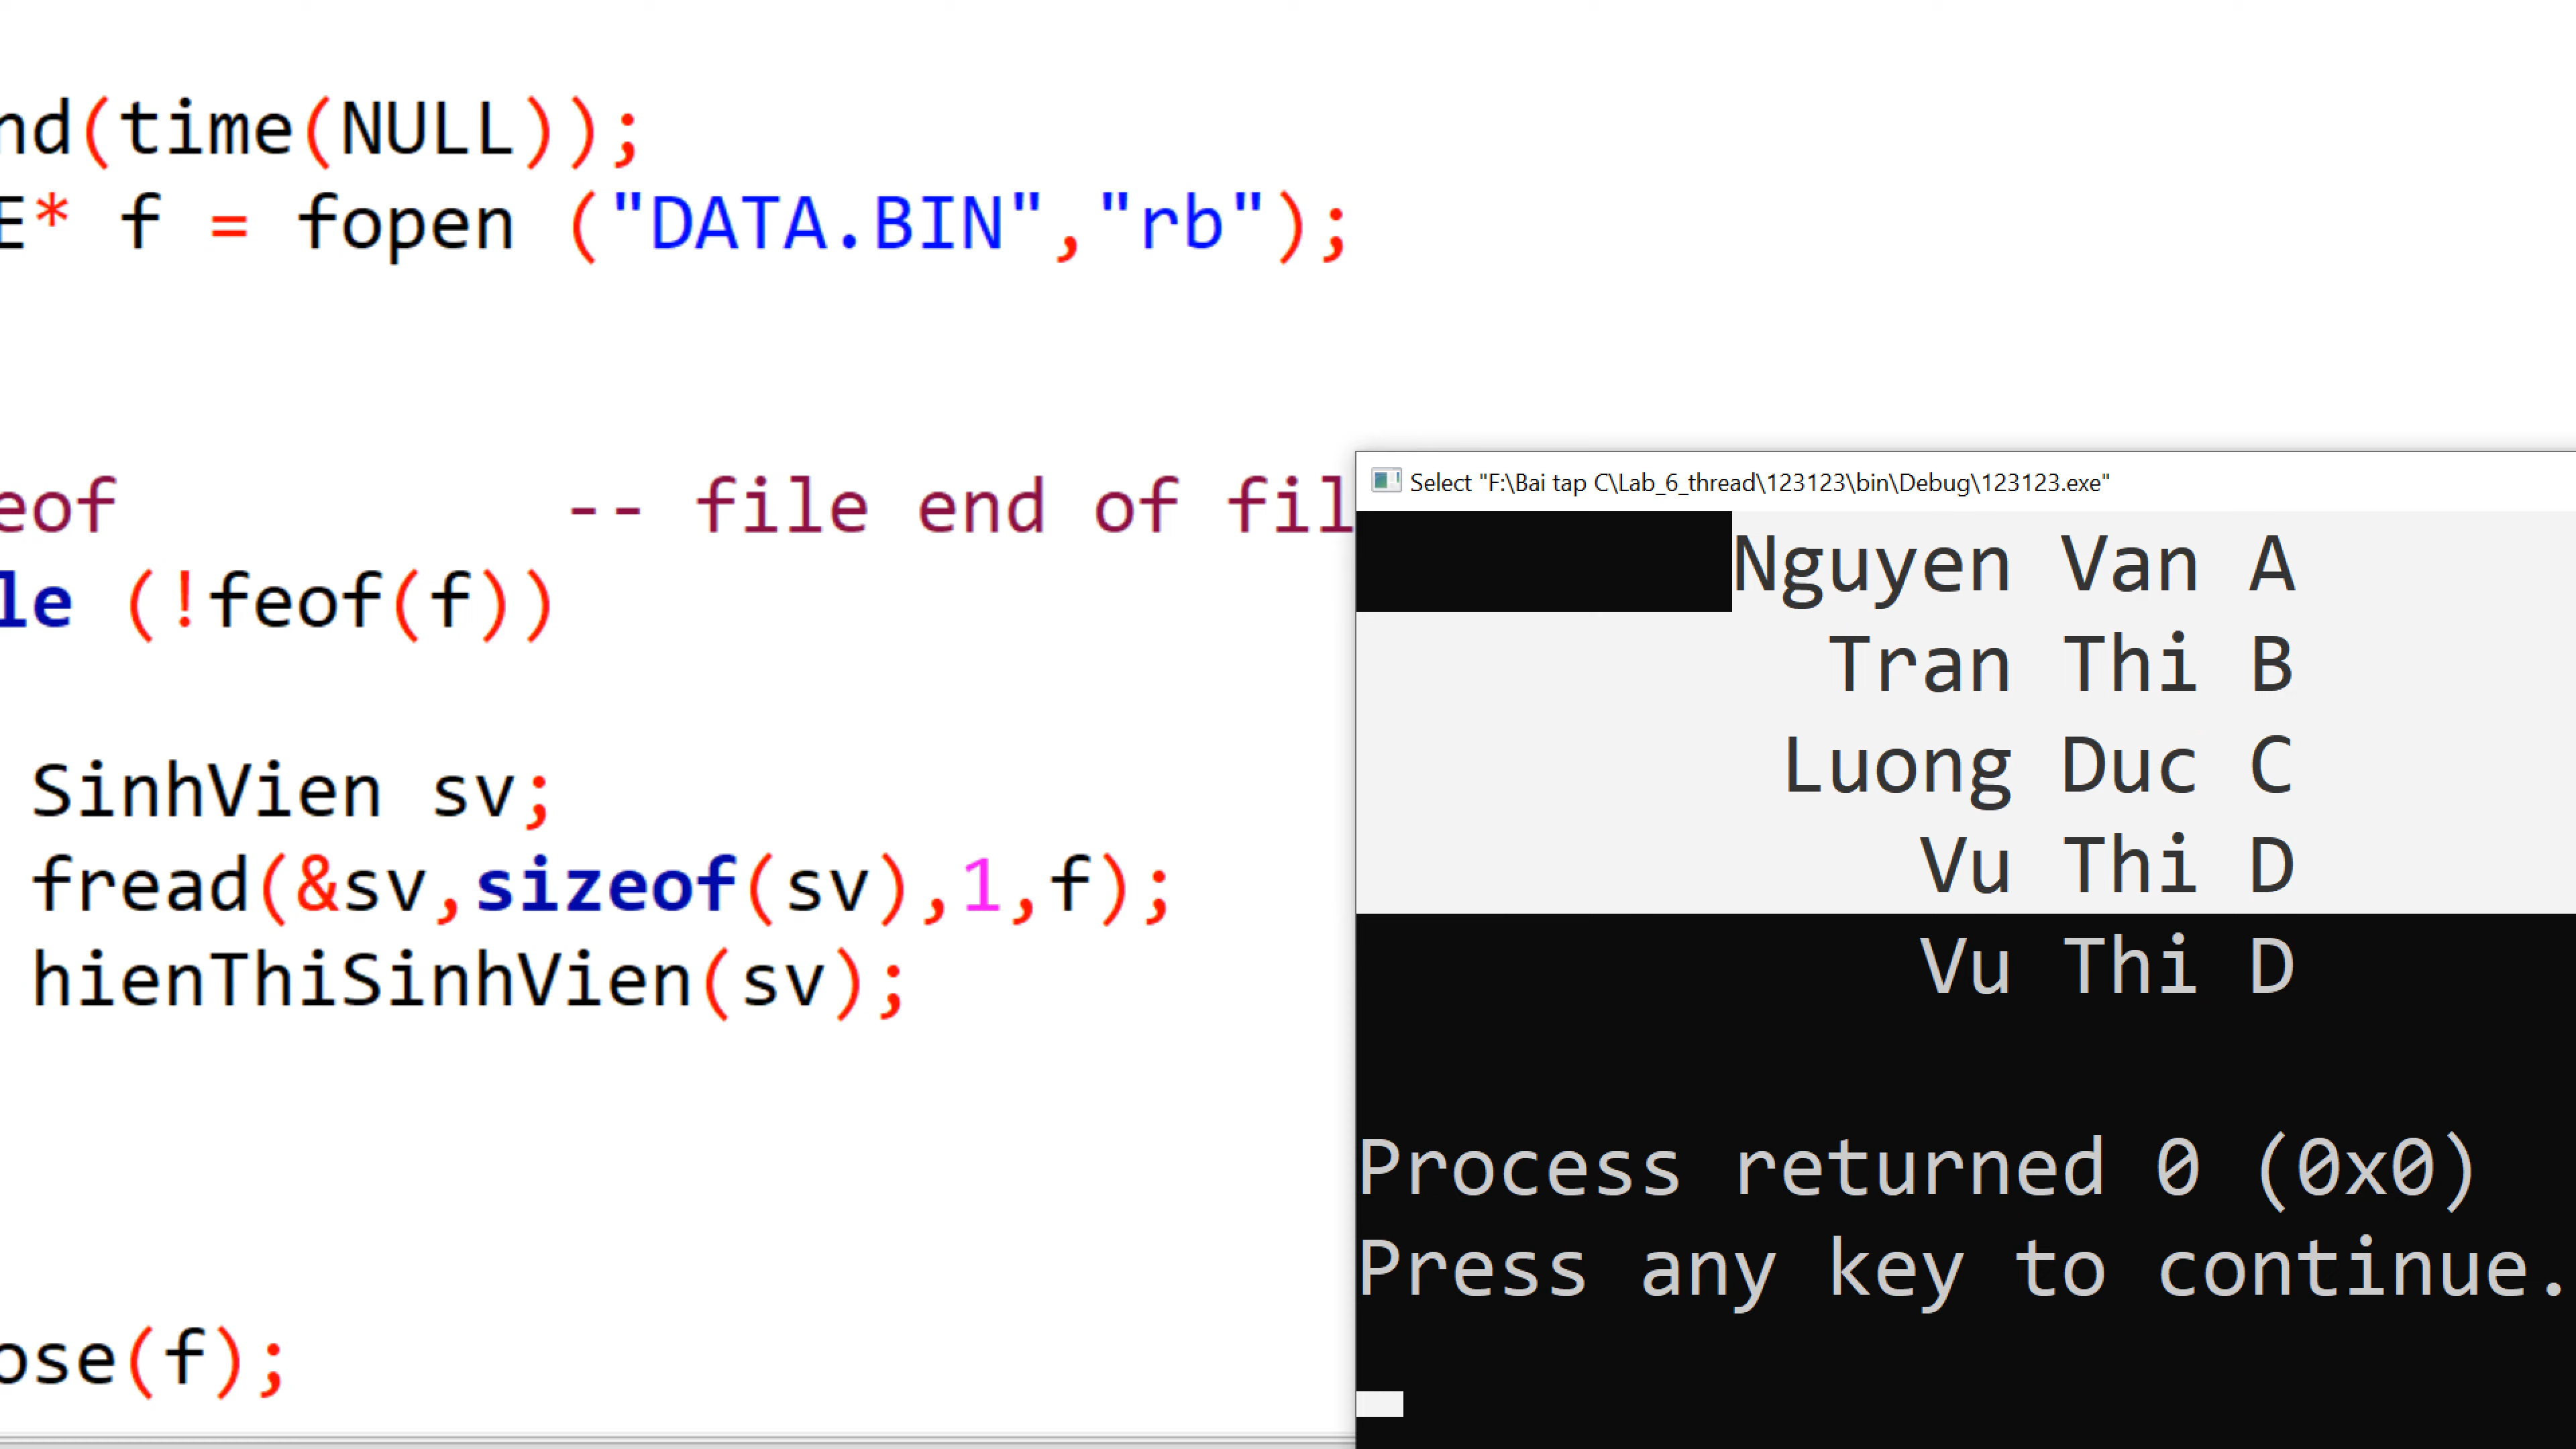 nd(time(NULL));
E* f = fopen ("DATA.BIN","rb");
eof -- file end of fil
le (!feof(f))
SinhVien sv;
fread(&sv,sizeof(sv),1,f);
hienThiSinhVien(sv);
ose(f);
Select "F:\Bai tap C\Lab_6_thread\123123\bin\Debug\123123.exe"
Nguyen Van A
Tran Thi B
Luong Duc C
Vu Thi D
Vu Thi D
Process returned 0 (0x0)
Press any key to continue.